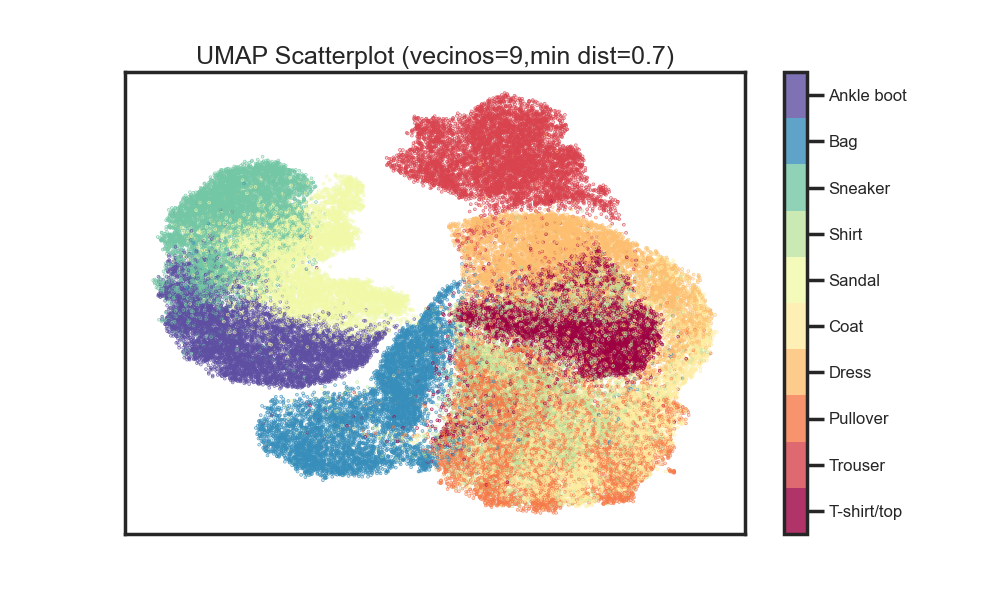 UMAP Scatterplot (vecinos=9,min dist=0.7)
Ankle boot
Bag
Sneaker
Shirt
Sandal
Coat
Dress
Pullover
Trouser
T-shirt/top